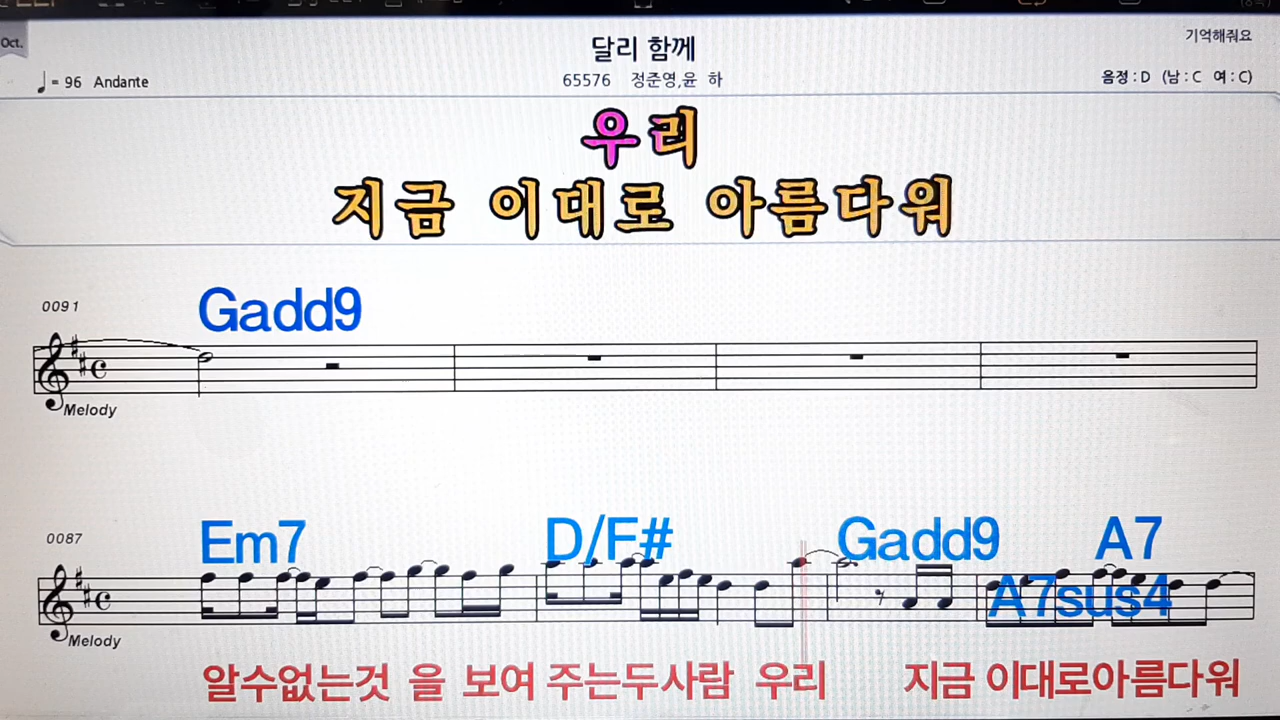 Oct.
달리 함께
기억해줘요
♩= 96 Andante
65576 정준영,윤 하
음정 : D (남 : C 여 : C)
우리
지금 이대로 아름다워
0091
Gadd9
Melody
0087
Em7 D/F# Gadd9 A7
A7sus4
Melody
알수없는것 을 보여 주는두사람 우리 지금 이대로아름다워